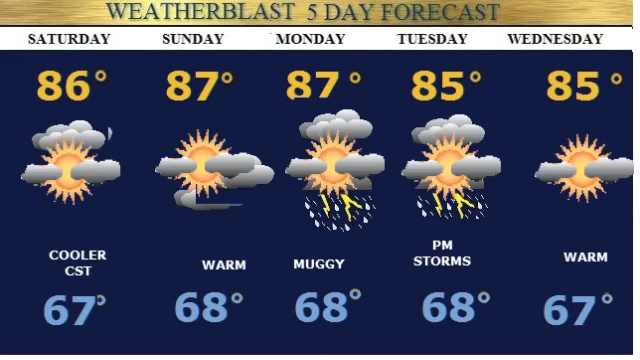 WEATHERBLAST 5 DAY FORECAST
SATURDAY SUNDAY MONDAY TUESDAY WEDNESDAY
86° 87° 87° 85° 85°
COOLER CST WARM MUGGY PM STORMS WARM
67° 68° 68° 68° 67°